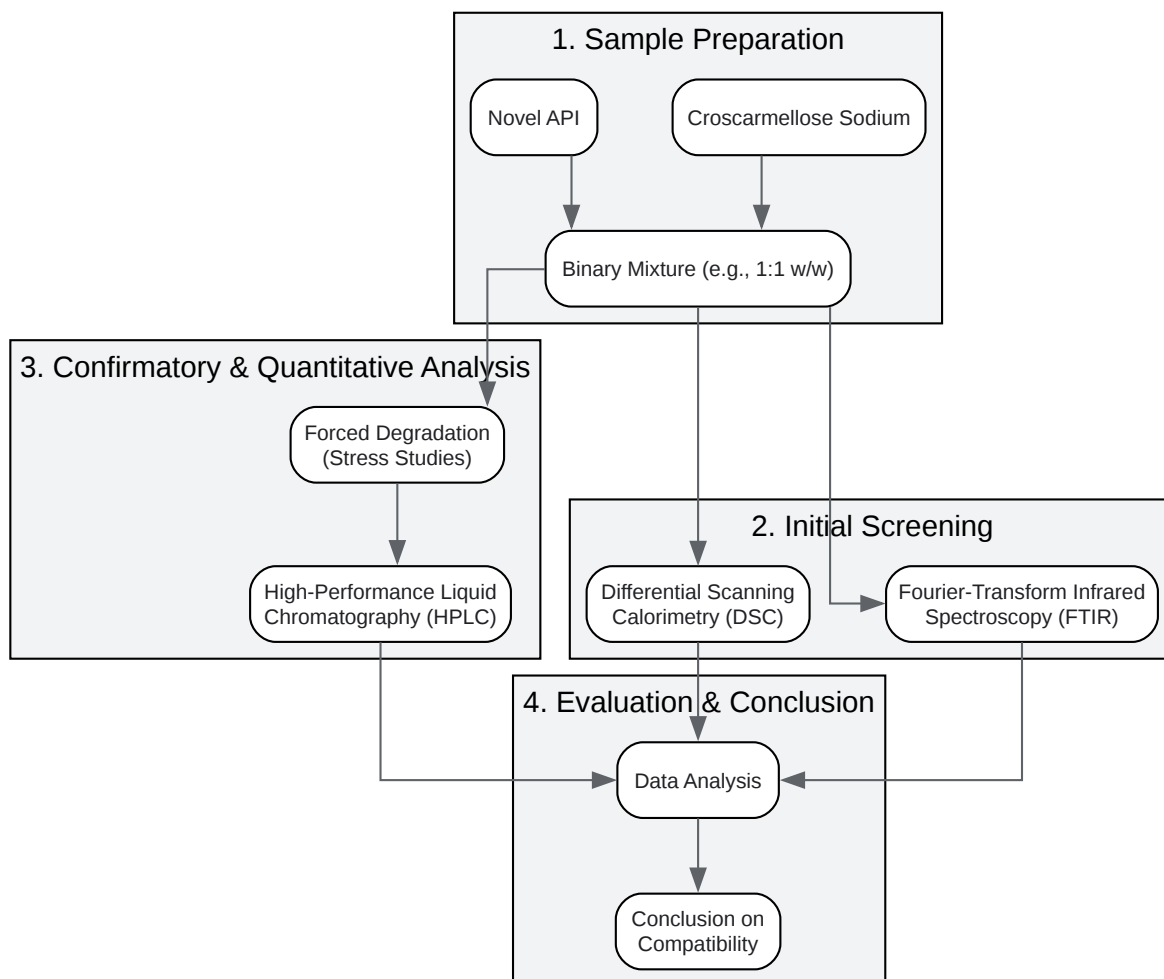 1. Sample Preparation
Novel API
Croscarmellose Sodium
Binary Mixture (e.g., 1:1 w/w)
3. Confirmatory & Quantitative Analysis
Forced Degradation
(Stress Studies)
High-Performance Liquid
Chromatography (HPLC)
2. Initial Screening
Differential Scanning
Calorimetry (DSC)
Fourier-Transform Infrared
Spectroscopy (FTIR)
4. Evaluation & Conclusion
Data Analysis
Conclusion on
Compatibility